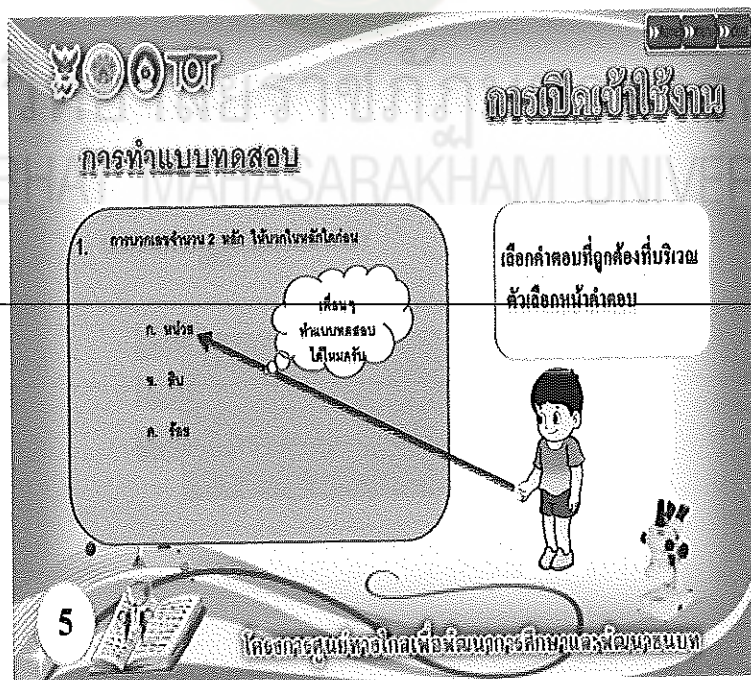 TOT
การเปิดเข้าใช้งาน
การทำแบบทดสอบ
MAHASARAKHAM UNIV
1. การบวกเลขจำนวน 2 หลัก ให้บวกในหลักใดก่อน
ก. หน่วย
ข. สิบ
ค. ร้อย
เพื่อนๆ
ทำแบบทดสอบ
ได้ไหมครับ
เลือกคำตอบที่ถูกต้องที่บริเวณ
ตัวเลือกหน้าคำตอบ
5
โครงการศูนย์ทางไกลเพื่อพัฒนาการศึกษาและพัฒนาชนบท